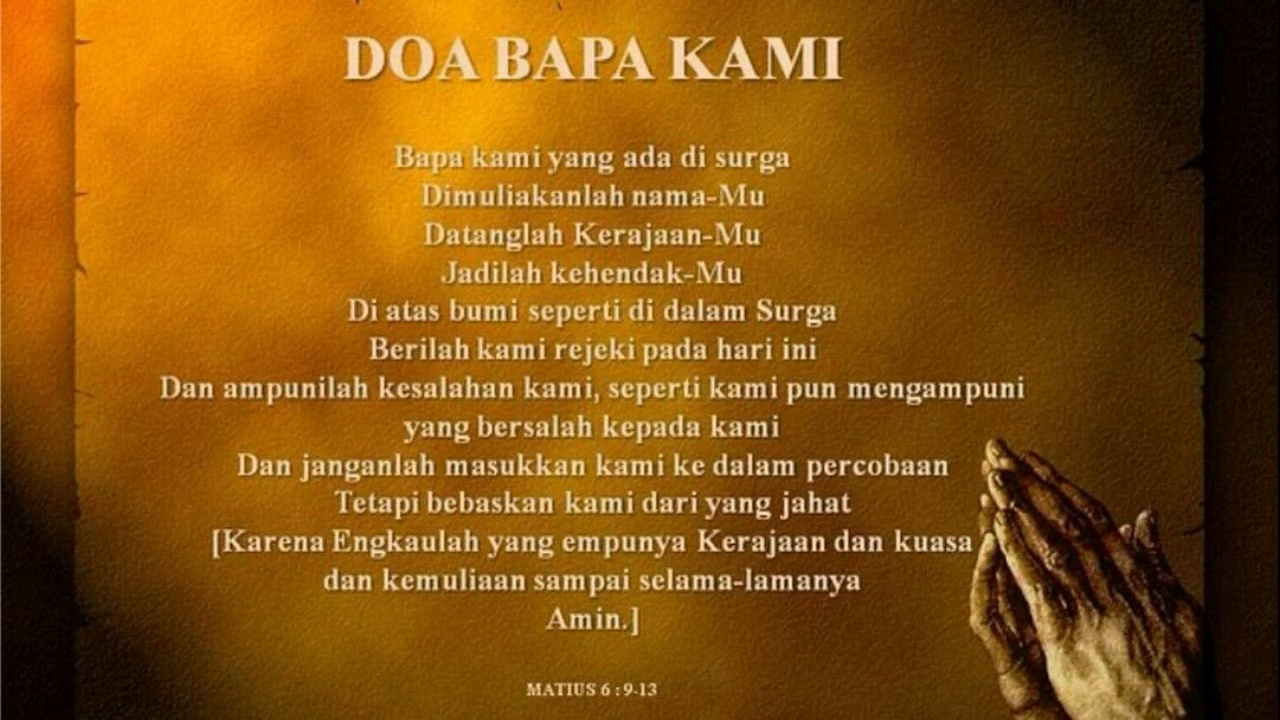 DOA BAPA KAMI
Bapa kami yang ada di surga
Dimuliakanlah nama-Mu
Datanglah Kerajaan-Mu
Jadilah kehendak-Mu
Di atas bumi seperti di dalam Surga
Berilah kami rejeki pada hari ini
Dan ampunilah kesalahan kami, seperti kami pun mengampuni
yang bersalah kepada kami
Dan janganlah masukkan kami ke dalam percobaan
Tetapi bebaskan kami dari yang jahat
[Karena Engkaulah yang empunya Kerajaan dan kuasa
dan kemuliaan sampai selama-lamanya
Amin.]
MATIUS 6 : 9-13